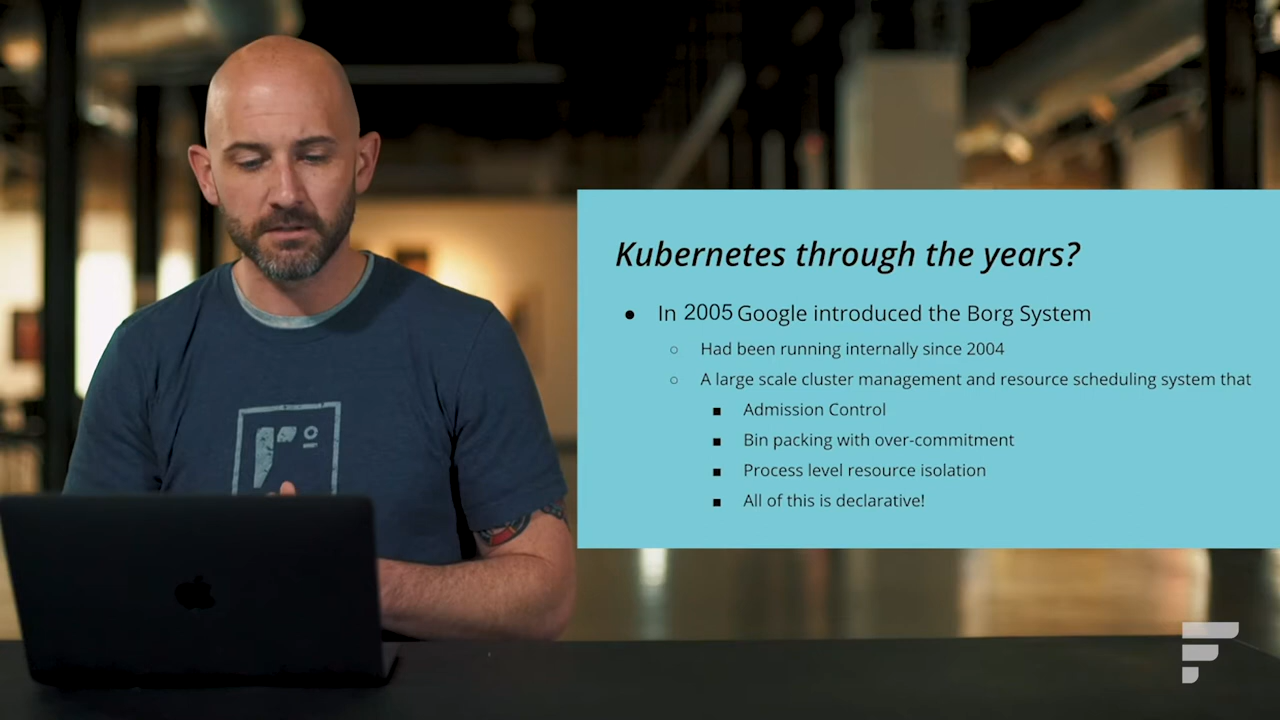 Kubernetes through the years?
● In 2005 Google introduced the Borg System
○ Had been running internally since 2004
○ A large scale cluster management and resource scheduling system that
■ Admission Control
■ Bin packing with over-commitment
■ Process level resource isolation
■ All of this is declarative!